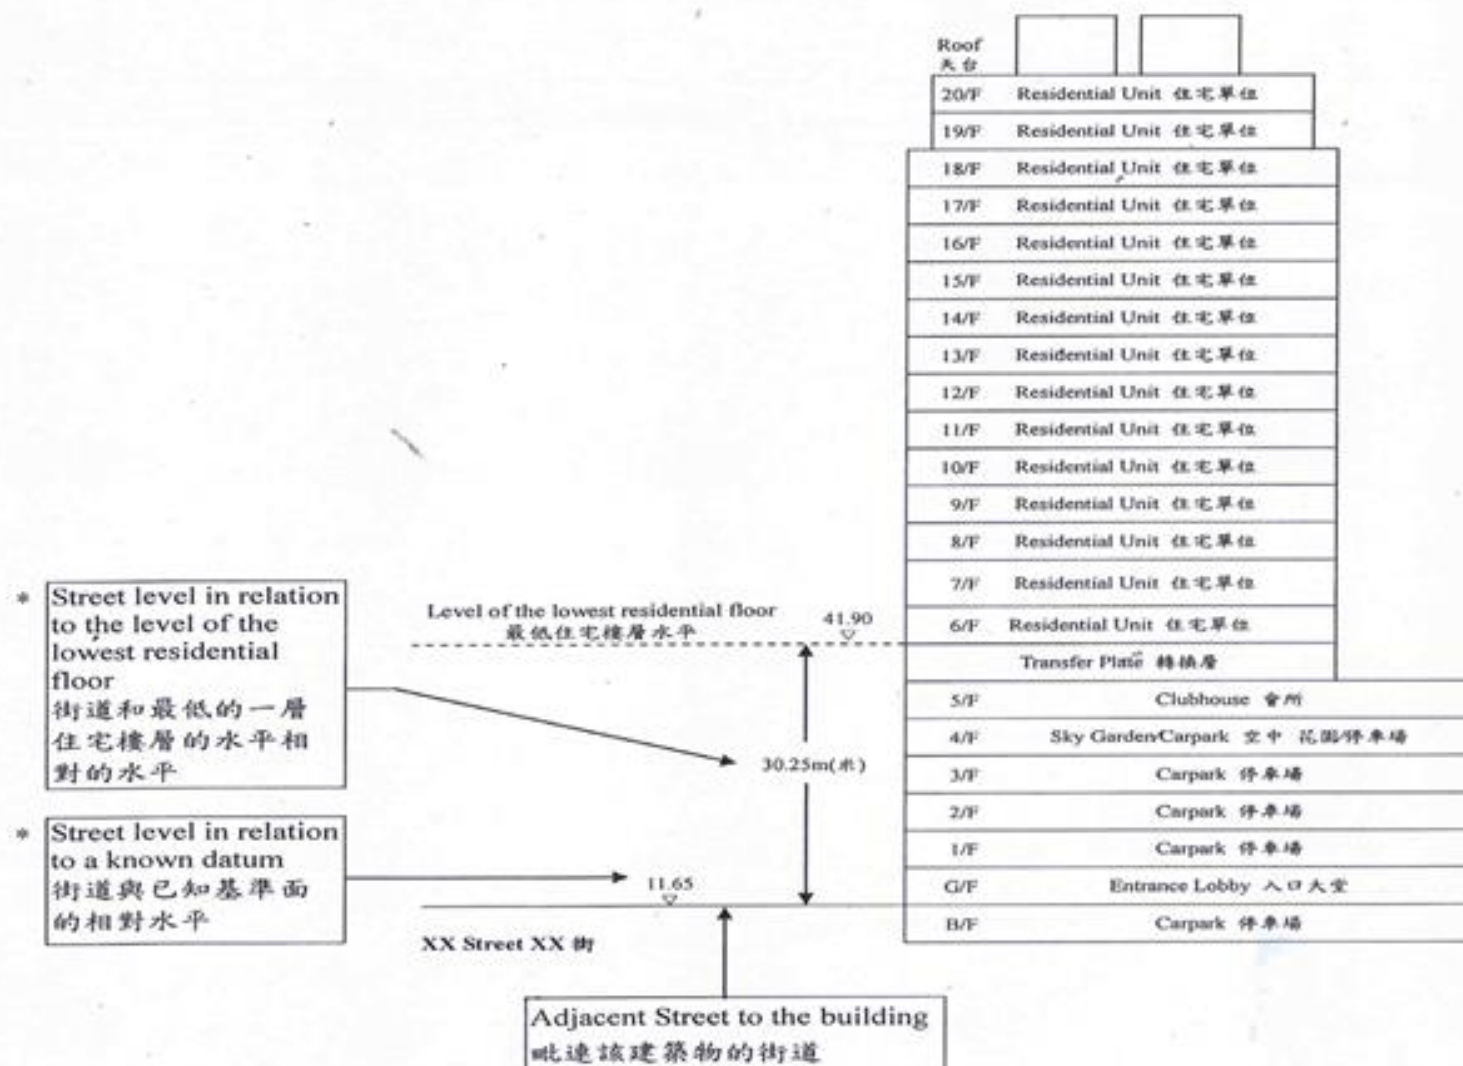 Roof
天台
20/F Residential Unit 住宅單位
19/F Residential Unit 住宅單位
18/F Residential Unit 住宅單位
17/F Residential Unit 住宅單位
16/F Residential Unit 住宅單位
15/F Residential Unit 住宅單位
14/F Residential Unit 住宅單位
13/F Residential Unit 住宅單位
12/F Residential Unit 住宅單位
11/F Residential Unit 住宅單位
10/F Residential Unit 住宅單位
9/F Residential Unit 住宅單位
8/F Residential Unit 住宅單位
7/F Residential Unit 住宅單位
6/F Residential Unit 住宅單位
Transfer Plate 轉換層
5/F Clubhouse 會所
4/F Sky Garden/Carpark 空中 花園/停車場
3/F Carpark 停車場
2/F Carpark 停車場
1/F Carpark 停車場
G/F Entrance Lobby 入口大堂
B/F Carpark 停車場
Level of the lowest residential floor
最低住宅樓層水平
41.90
* Street level in relation
to the level of the
lowest residential
floor
街道和最低的一層
住宅樓層的水平相
對的水平
30.25m(米)
* Street level in relation
to a known datum
街道與已知基準面
的相對水平
11.65
XX Street XX 街
Adjacent Street to the building
毗連該建築物的街道